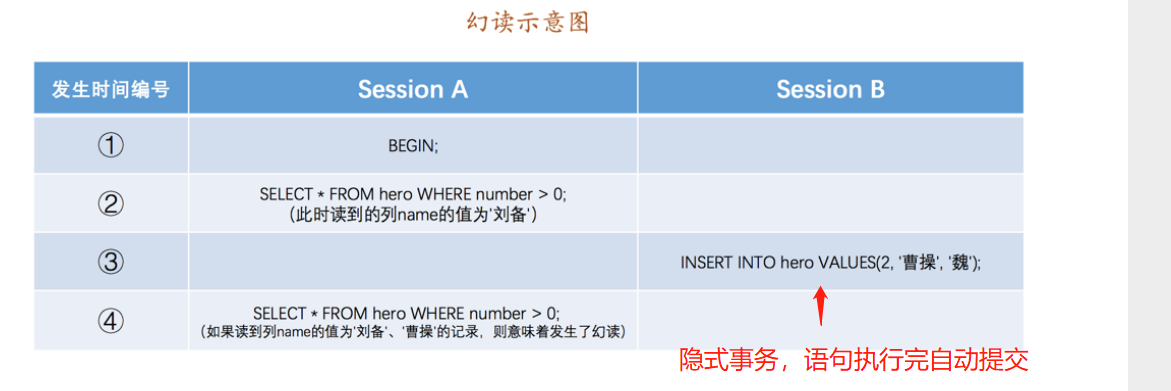 幻读示意图
发生时间编号 Session A Session B
① BEGIN;
② SELECT * FROM hero WHERE number > 0;
（此时读到的列name的值为'刘备'）
③ INSERT INTO hero VALUES(2, '曹操', '魏');
④ SELECT * FROM hero WHERE number > 0;
（如果读到列name的值为'刘备'、'曹操'的记录，则意味着发生了幻读）
隐式事务，语句执行完自动提交